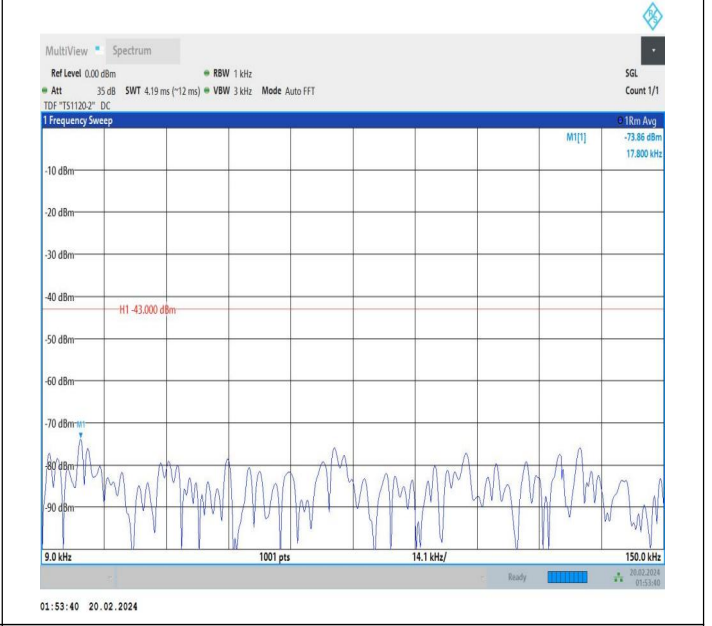 R S
MultiView Spectrum
Ref Level 0.00 dBm RBW 1 kHz SGL
Att 35 dB SWT 4.19 ms (~12 ms) VBW 3 kHz Mode Auto FFT Count 1/1
TDF "TS1120-2" DC
1 Frequency Sweep 1Rm Avg
M1[1] -73.86 dBm
17.800 kHz
-10 dBm
-20 dBm
-30 dBm
-40 dBm
H1 -43.000 dBm
-50 dBm
-60 dBm
-70 dBm M1
-80 dBm
-90 dBm
9.0 kHz 1001 pts 14.1 kHz/ 150.0 kHz
Ready 20.02.2024
01:53:40
01:53:40 20.02.2024